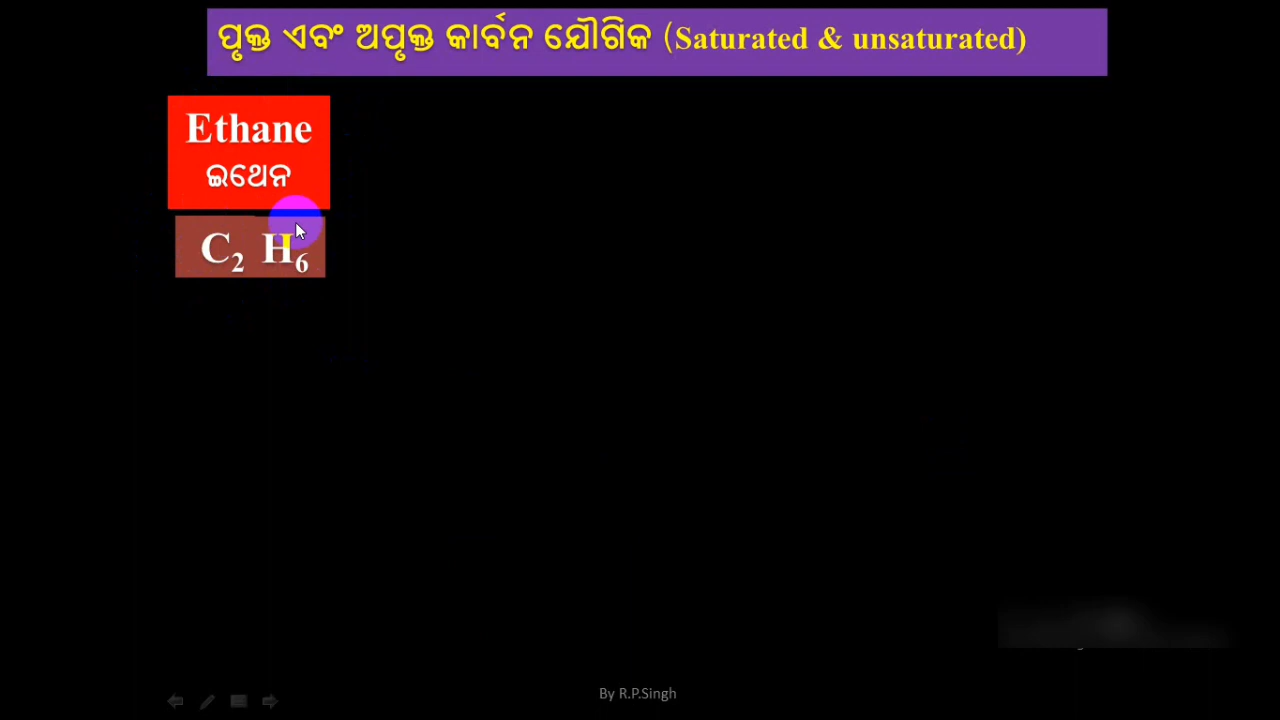 ପୃକ୍ତ ଏବଂ ଅପୃକ୍ତ କାର୍ବନ ଯୌଗିକ (Saturated & unsaturated)
Ethane
ଇଥେନ
C₂ H₆
By R.P.Singh